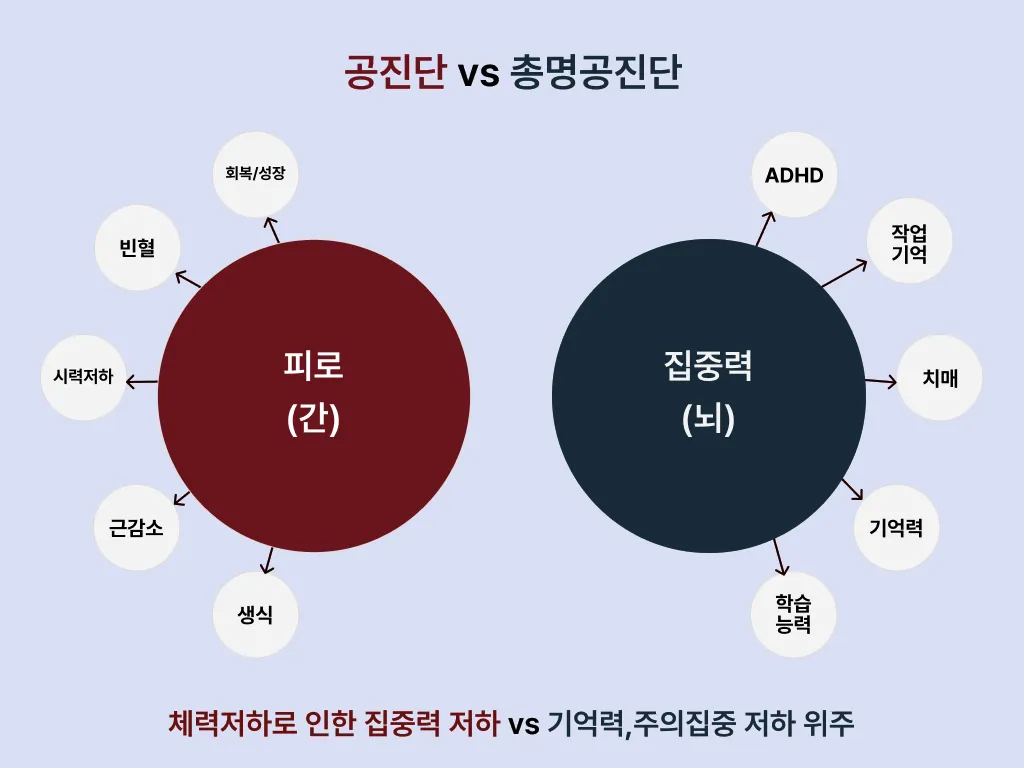 공진단 vs 총명공진단
회복/성장
빈혈
시력저하
근감소
생식
피로
(간)
집중력
(뇌)
ADHD
작업
기억
치매
기억력
학습
능력
체력저하로 인한 집중력 저하 vs 기억력,주의집중 저하 위주